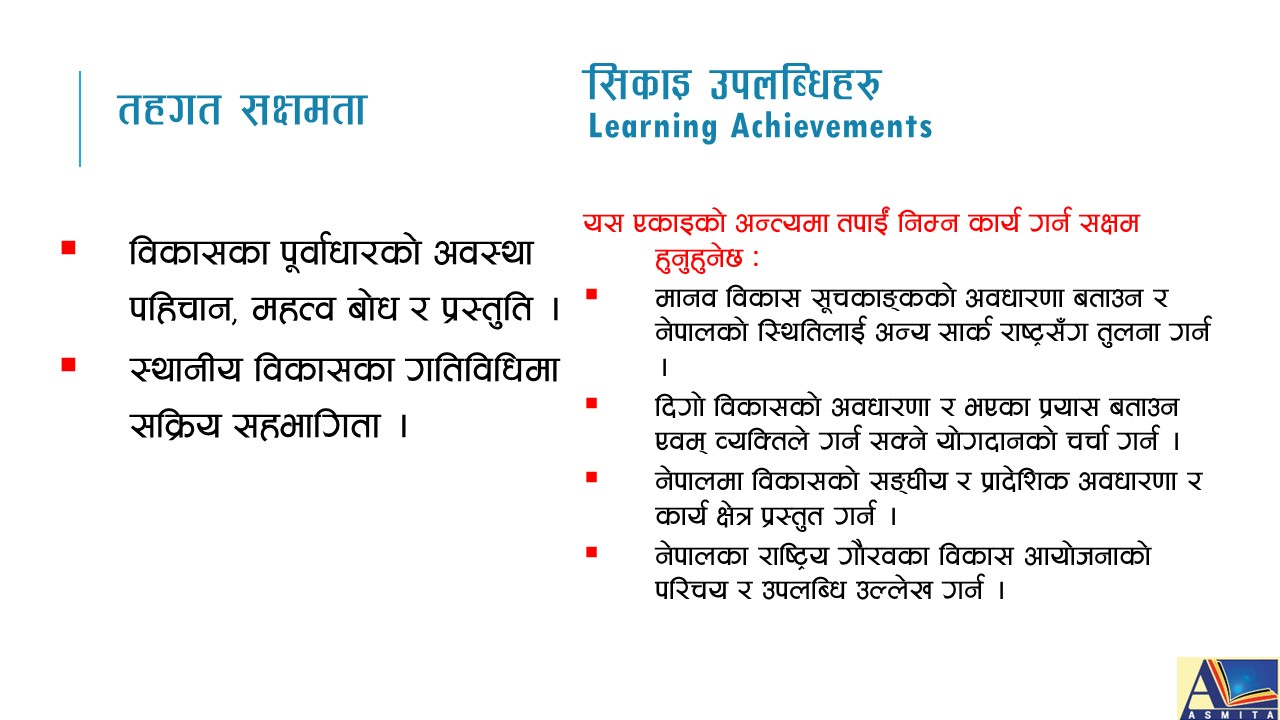 तहगत सक्षमता
विकासका पूर्वाधारको अवस्था
पहिचान, महत्व बोध र प्रस्तुति ।
स्थानीय विकासका गतिविधिमा
सक्रिय सहभागिता ।
सिकाइ उपलब्धिहरु
Learning Achievements
यस एकाइको अन्त्यमा तपाईं निम्न कार्य गर्न सक्षम
हुनुहुनेछ :
मानव विकास सूचकाङ्कको अवधारणा बताउन र
नेपालको स्थितिलाई अन्य सार्क राष्ट्रसँग तुलना गर्न
।
दिगो विकासको अवधारणा र भएका प्रयास बताउन
एवम् व्यक्तिले गर्न सक्ने योगदानको चर्चा गर्न ।
नेपालमा विकासको सङ्घीय र प्रादेशिक अवधारणा र
कार्य क्षेत्र प्रस्तुत गर्न ।
नेपालका राष्ट्रिय गौरवका विकास आयोजनाको
परिचय र उपलब्धि उल्लेख गर्न ।
ASMITA